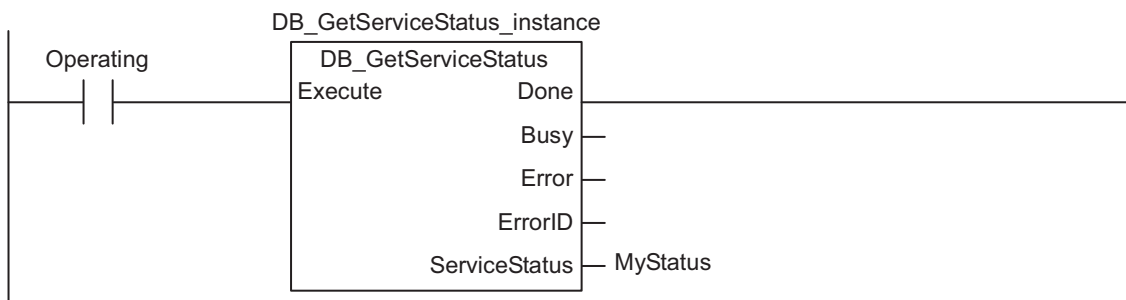 DB_GetServiceStatus_instance
Operating
DB_GetServiceStatus
Execute Done
Busy
Error
ErrorID
ServiceStatus MyStatus